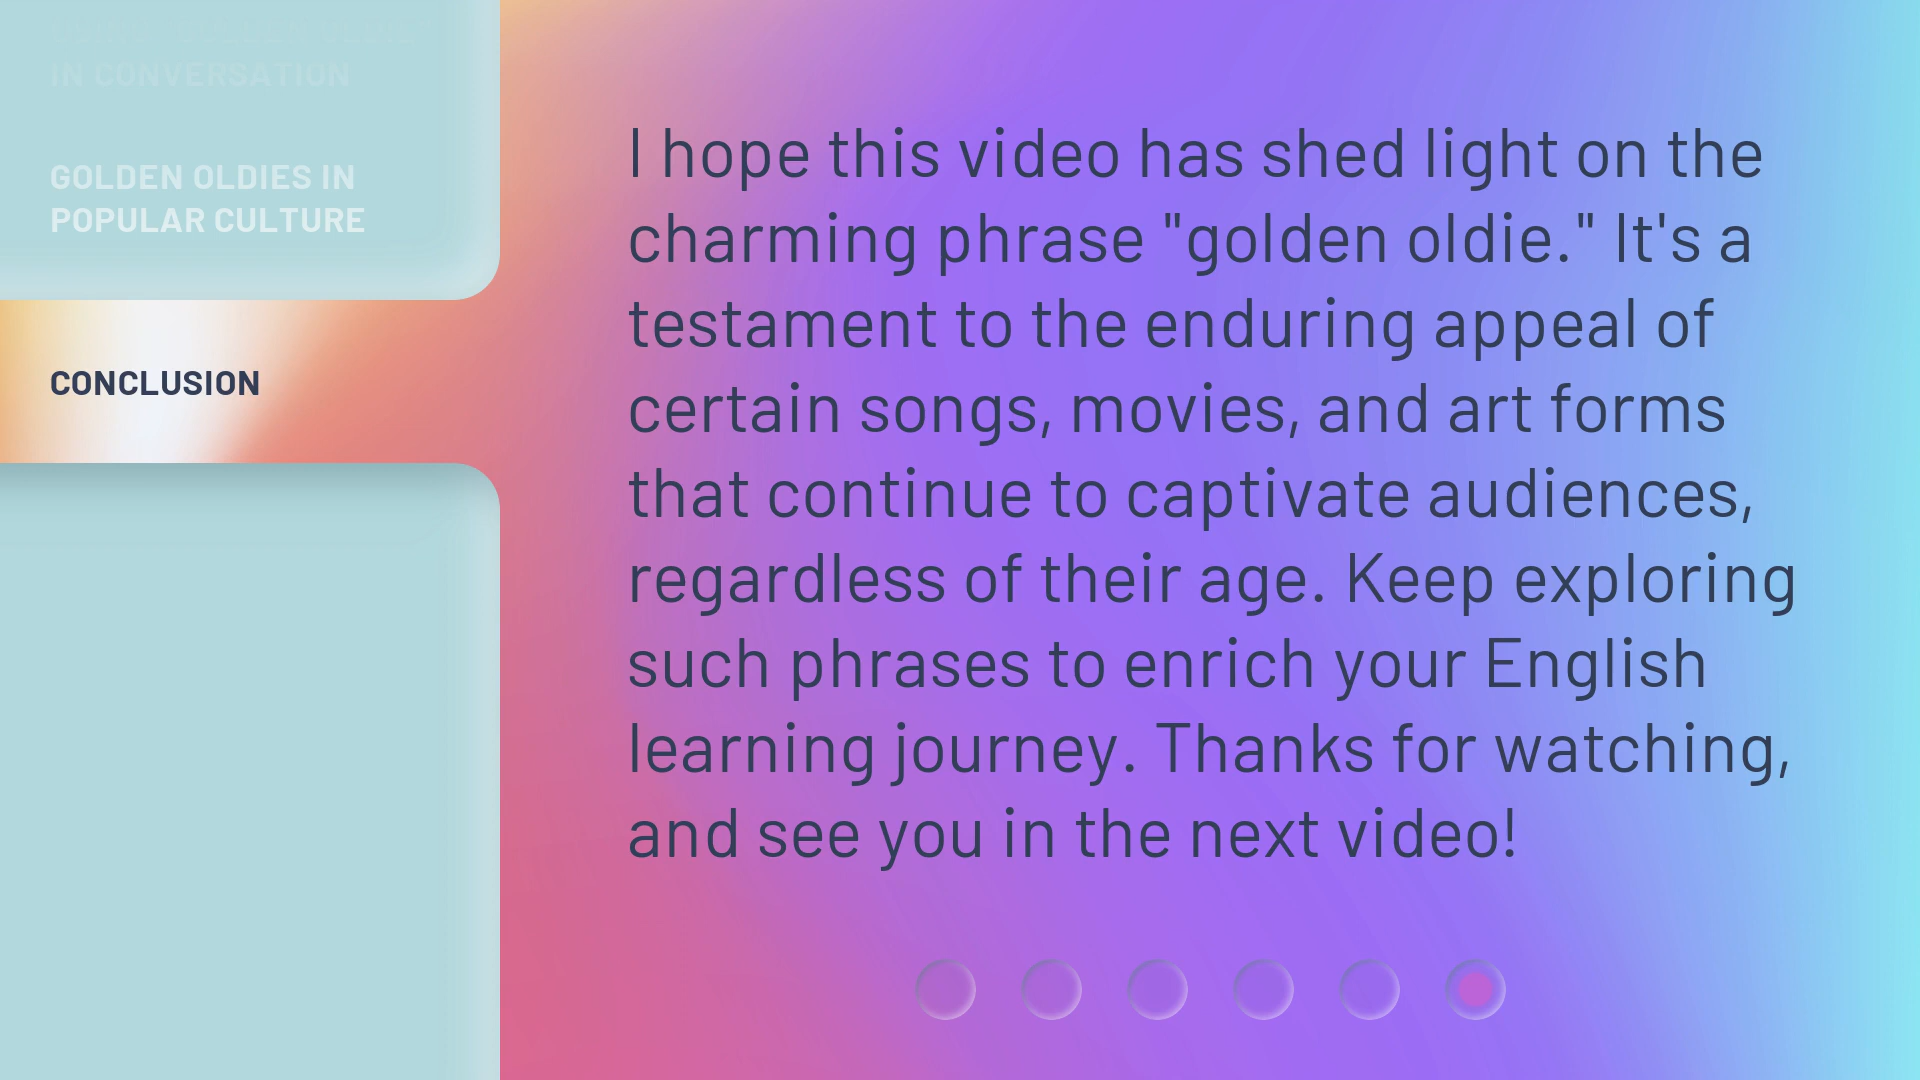 USING "GOLDEN OLDIE"
IN CONVERSATION
GOLDEN OLDIES IN
POPULAR CULTURE
CONCLUSION
I hope this video has shed light on the
charming phrase "golden oldie." It's a
testament to the enduring appeal of
certain songs, movies, and art forms
that continue to captivate audiences,
regardless of their age. Keep exploring
such phrases to enrich your English
learning journey. Thanks for watching,
and see you in the next video!